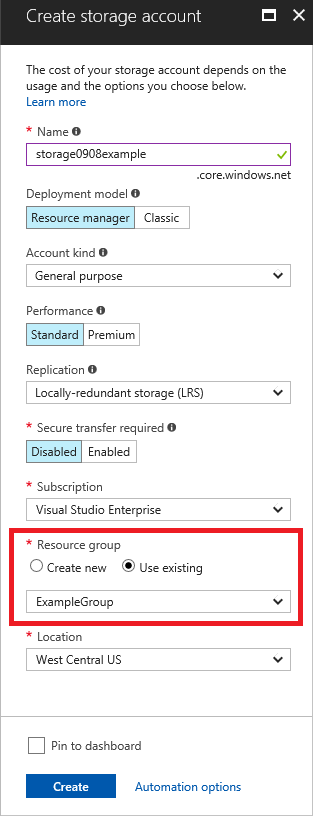 Create storage account
The cost of your storage account depends on the
usage and the options you choose below.
Learn more
* Name
storage0908example
.core.windows.net
Deployment model
Resource manager Classic
Account kind
General purpose
Performance
Standard Premium
Replication
Locally-redundant storage (LRS)
* Secure transfer required
Disabled Enabled
* Subscription
Visual Studio Enterprise
* Resource group
Create new Use existing
ExampleGroup
* Location
West Central US
Pin to dashboard
Create Automation options